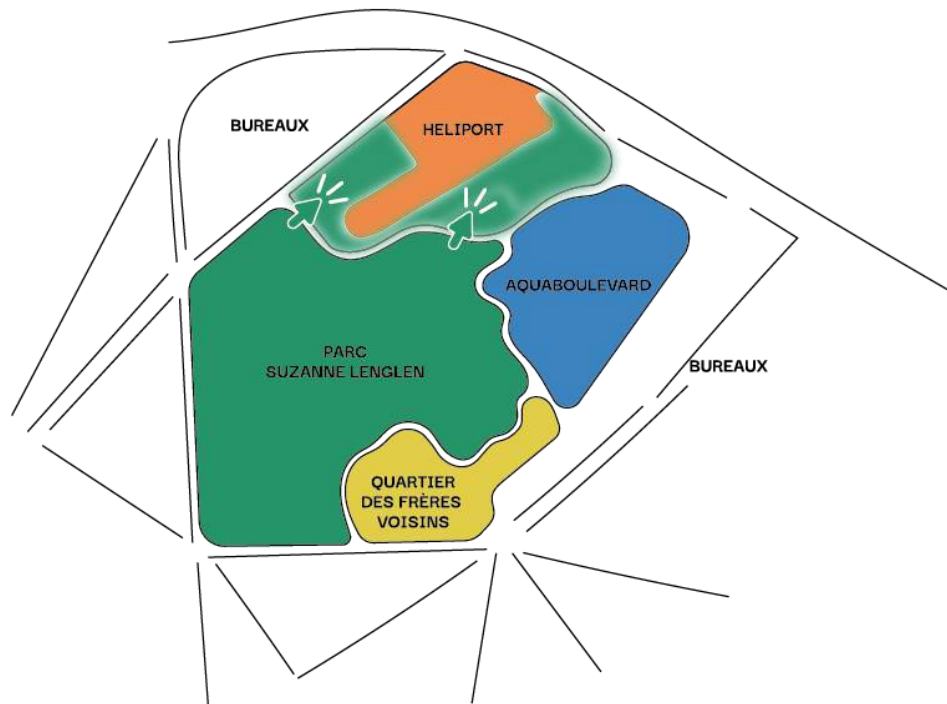 BUREAUX
HELIPORT
AQUABOULEVARD
PARC
SUZANNE LENGLEN
BUREAUX
QUARTIER
DES FRÈRES
VOISINS